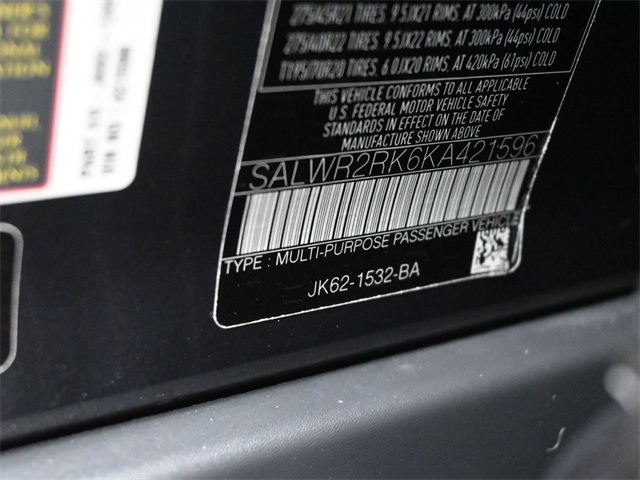 275/45R21 TIRES. 9.5JX21 RIMS. AT 300kPa (44psi) COLD
275/40R22 TIRES. 9.5JX22 RIMS. AT 300kPa (44psi) COLD
T195/70R20 TIRES. 6.0JX20 RIMS. AT 420kPa (61psi) COLD
THIS VEHICLE CONFORMS TO ALL APPLICABLE
U.S. FEDERAL MOTOR VEHICLE SAFETY
STANDARDS IN EFFECT ON THE DATE OF
MANUFACTURE SHOWN ABOVE
SALWR2RK6KA421596
TYPE : MULTI-PURPOSE PASSENGER VEHICLE
JK62-1532-BA